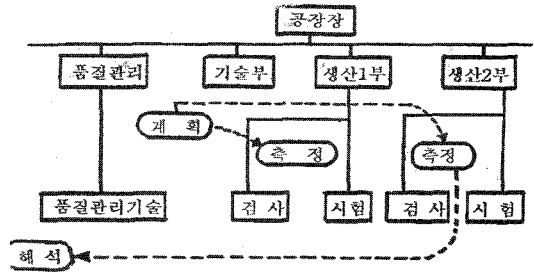 공장장
품질관리 기술부 생산1부 생산2부
계 획
측 정 측정
품질관리기술 검 사 시험 검 사 시 험
해 석